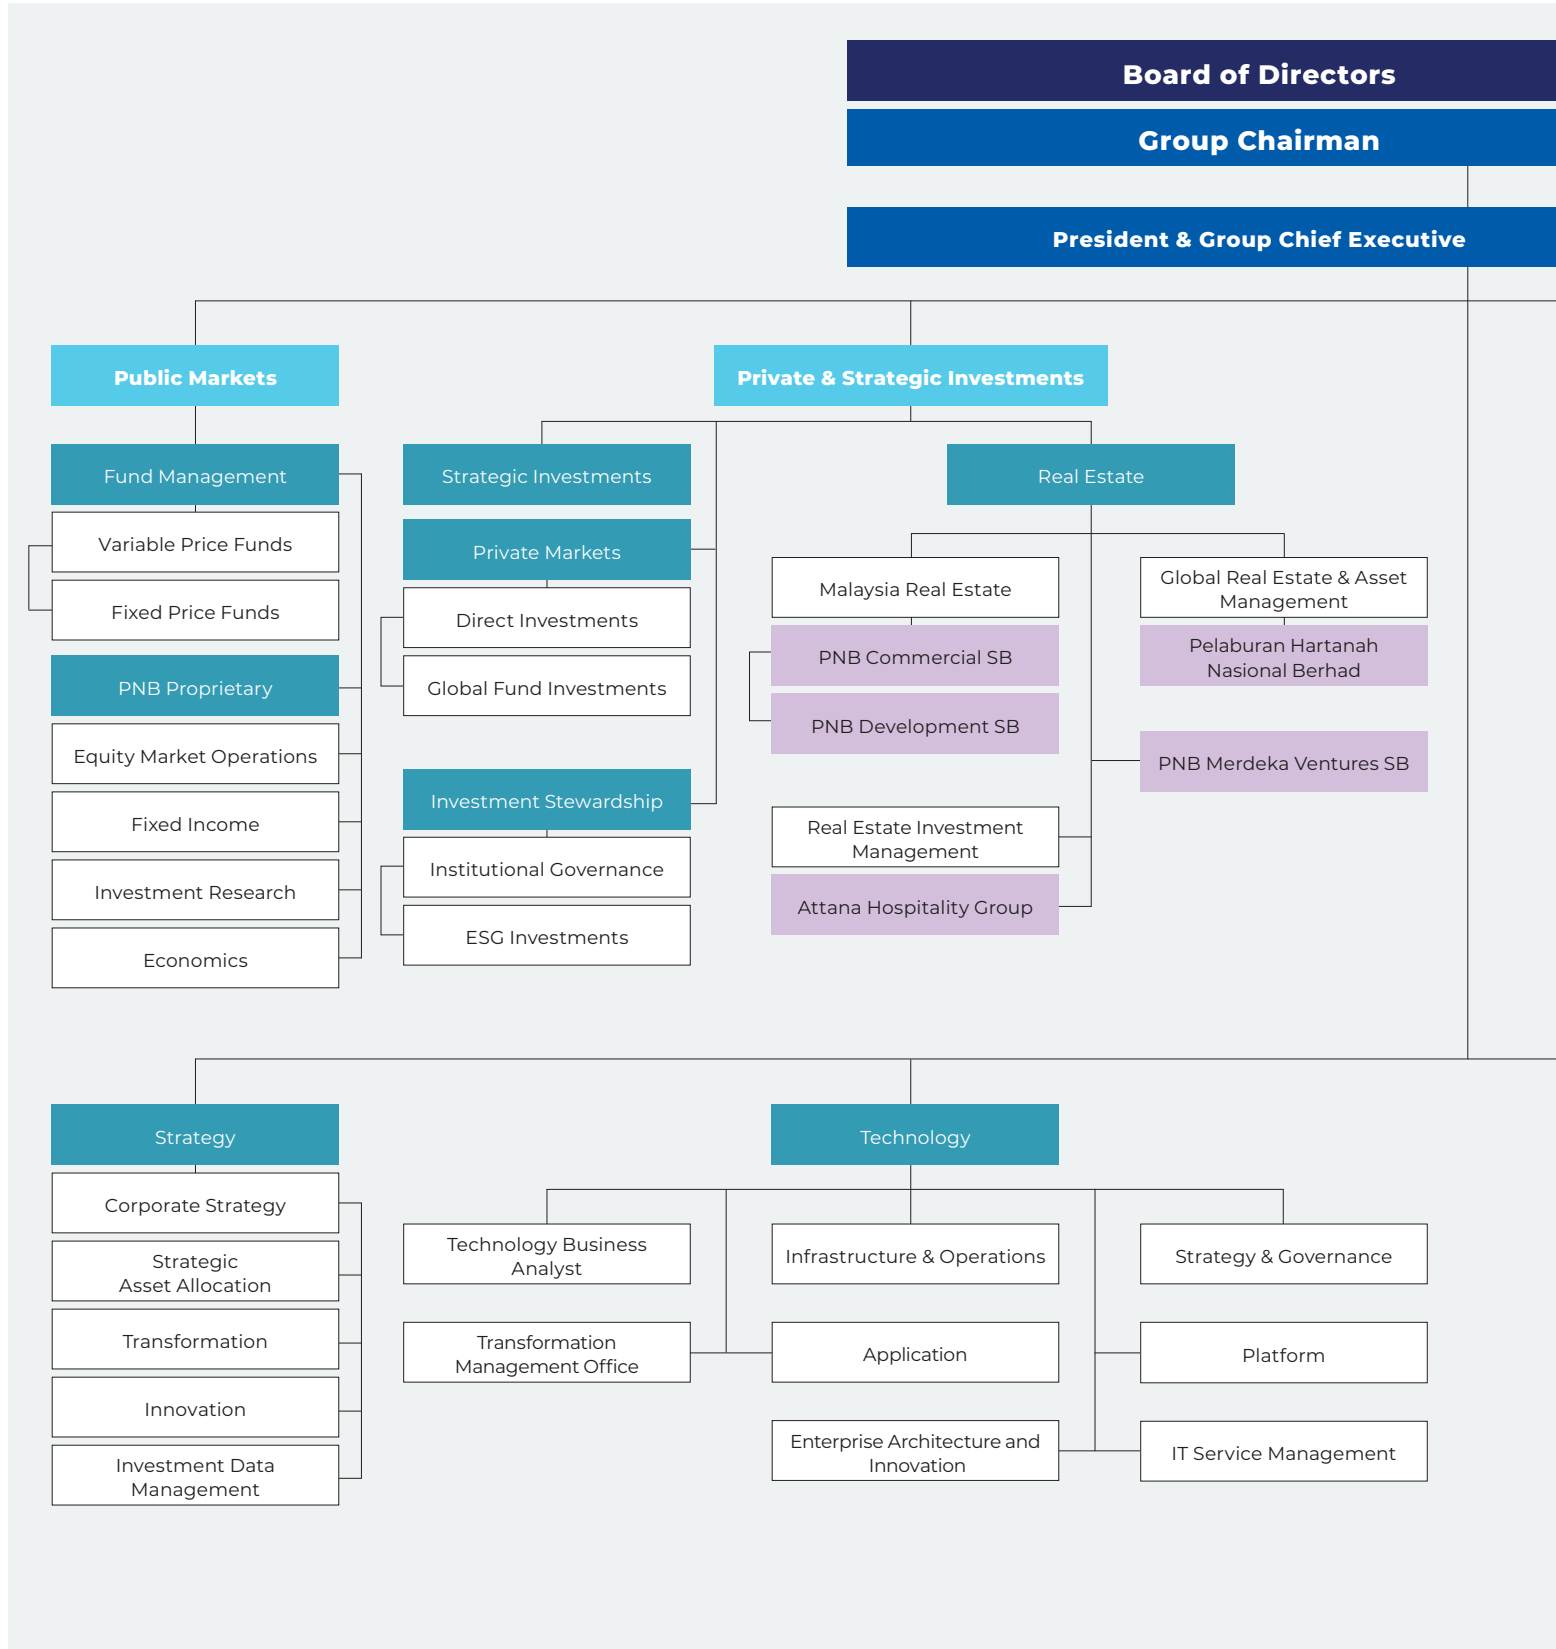 Board of Directors
Group Chairman
President & Group Chief Executive
Public Markets
Fund Management
Variable Price Funds
Fixed Price Funds
PNB Proprietary
Equity Market Operations
Fixed Income
Investment Research
Economics
Private & Strategic Investments
Strategic Investments
Private Markets
Direct Investments
Global Fund Investments
Investment Stewardship
Institutional Governance
ESG Investments
Real Estate
Malaysia Real Estate
PNB Commercial SB
PNB Development SB
Real Estate Investment
Management
Attana Hospitality Group
Global Real Estate & Asset
Management
Pelaburan Hartanah
Nasional Berhad
PNB Merdeka Ventures SB
Strategy
Corporate Strategy
Strategic
Asset Allocation
Transformation
Innovation
Investment Data
Management
Technology
Technology Business
Analyst
Transformation
Management Office
Infrastructure & Operations
Application
Enterprise Architecture and
Innovation
Strategy & Governance
Platform
IT Service Management